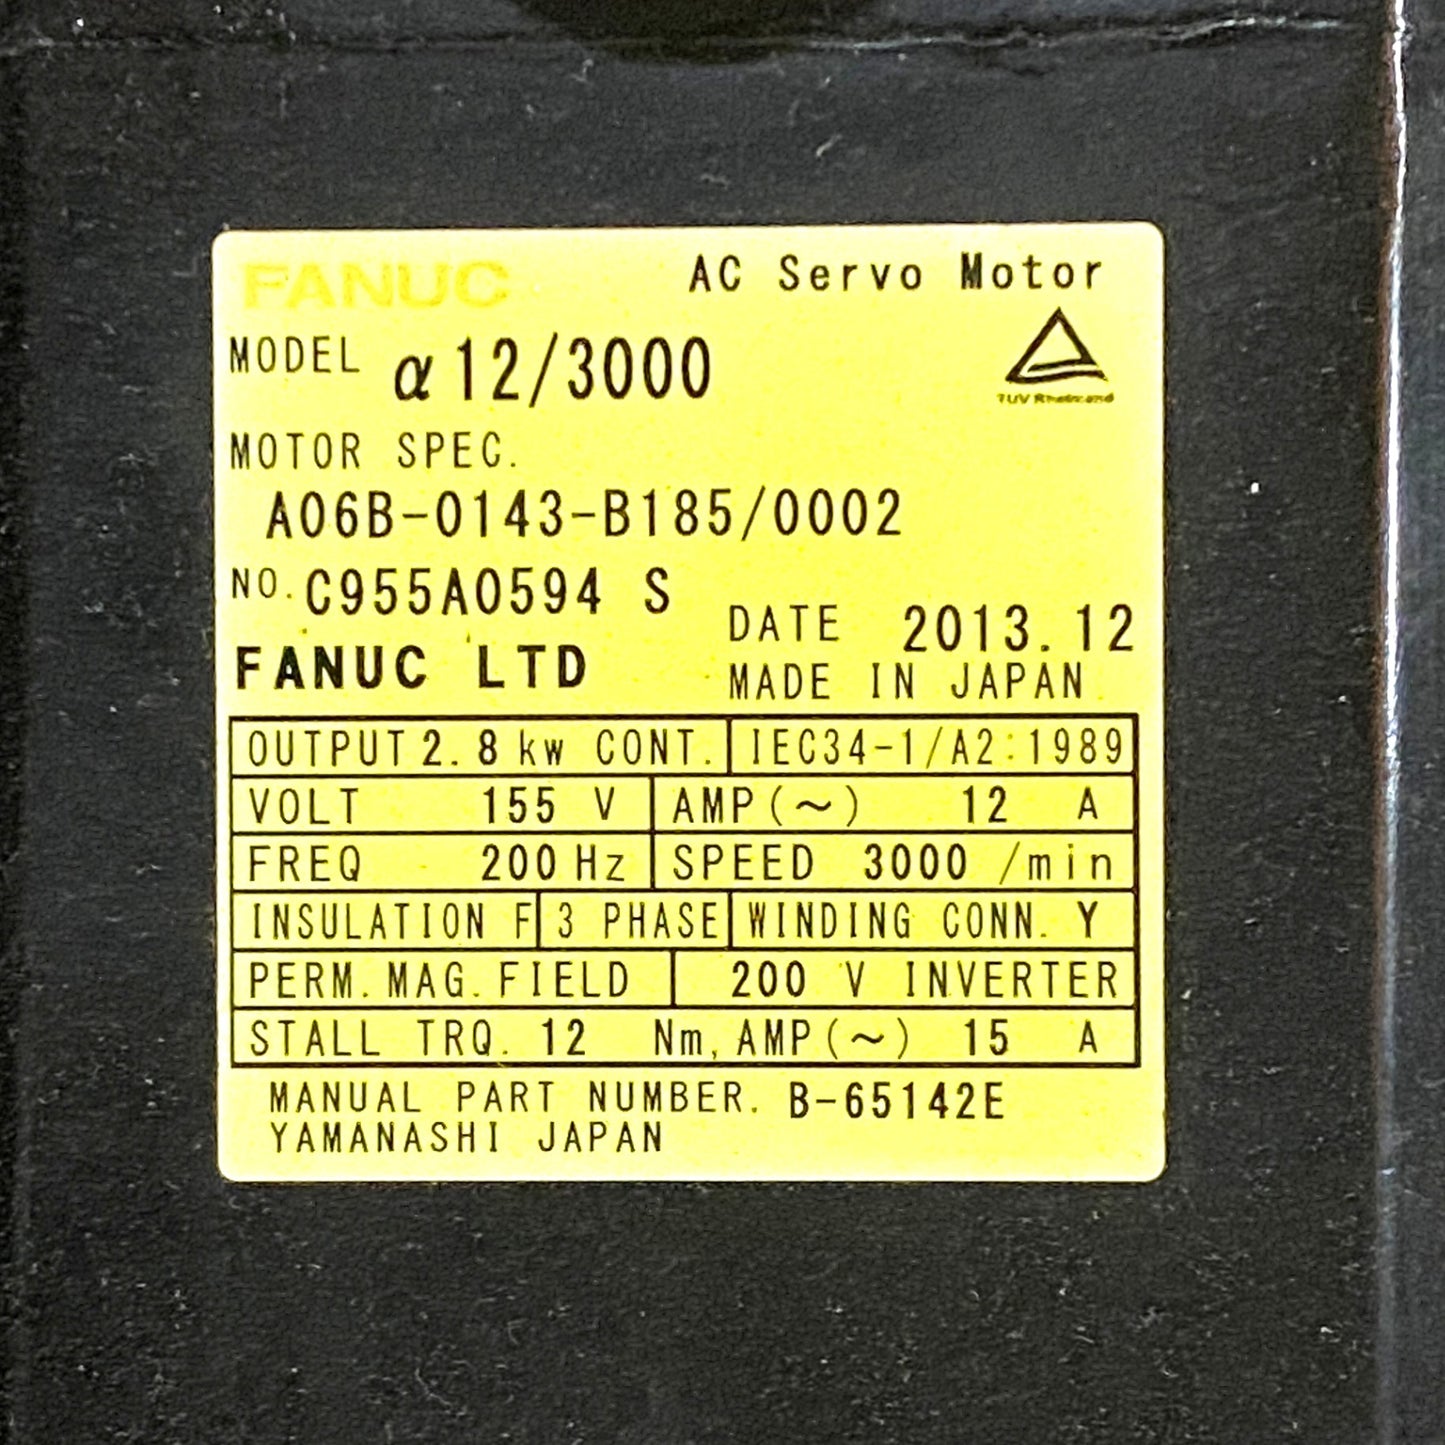 FANUC AC Servo Motor
MODEL α12/3000
TUV Rheinland
MOTOR SPEC.
A06B-0143-B185/0002
NO. C955A0594 S
DATE 2013.12
FANUC LTD
MADE IN JAPAN
OUTPUT 2.8 kw CONT. IEC34-1/A2:1989
VOLT 155 V AMP(~) 12 A
FREQ 200 Hz SPEED 3000 /min
INSULATION F 3 PHASE WINDING CONN. Y
PERM.MAG.FIELD 200 V INVERTER
STALL TRQ. 12 Nm, AMP(~) 15 A
MANUAL PART NUMBER. B-65142E
YAMANASHI JAPAN